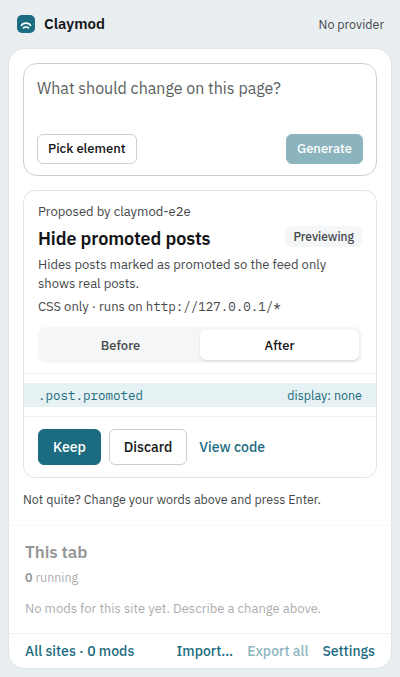 Claymod
No provider
What should change on this page?
Pick element
Generate
Proposed by claymod-e2e
Hide promoted posts
Previewing
Hides posts marked as promoted so the feed only
shows real posts.
CSS only · runs on http://127.0.0.1/*
Before
After
.post.promoted
display: none
Keep
Discard
View code
Not quite? Change your words above and press Enter.
This tab
0 running
No mods for this site yet. Describe a change above.
All sites · 0 mods
Import...
Export all
Settings